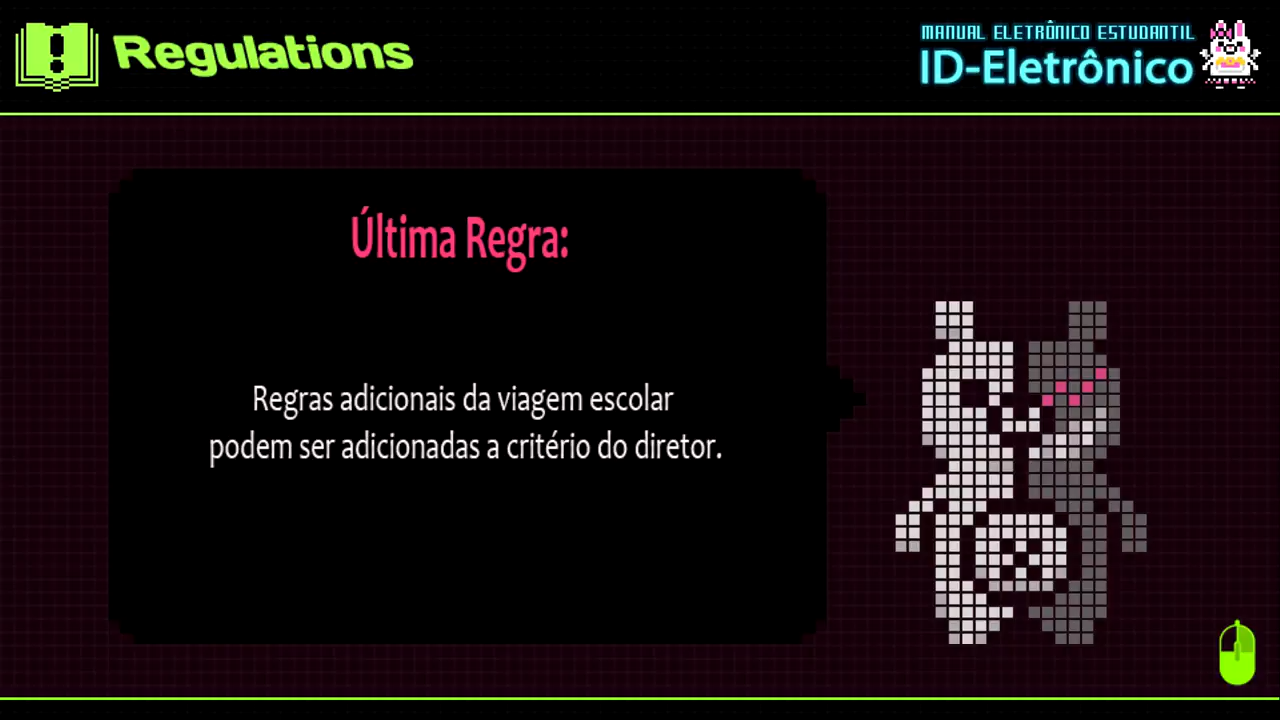 Regulations
MANUAL ELETRÔNICO ESTUDANTIL
ID-Eletrônico
Última Regra:
Regras adicionais da viagem escolar
podem ser adicionadas a critério do diretor.